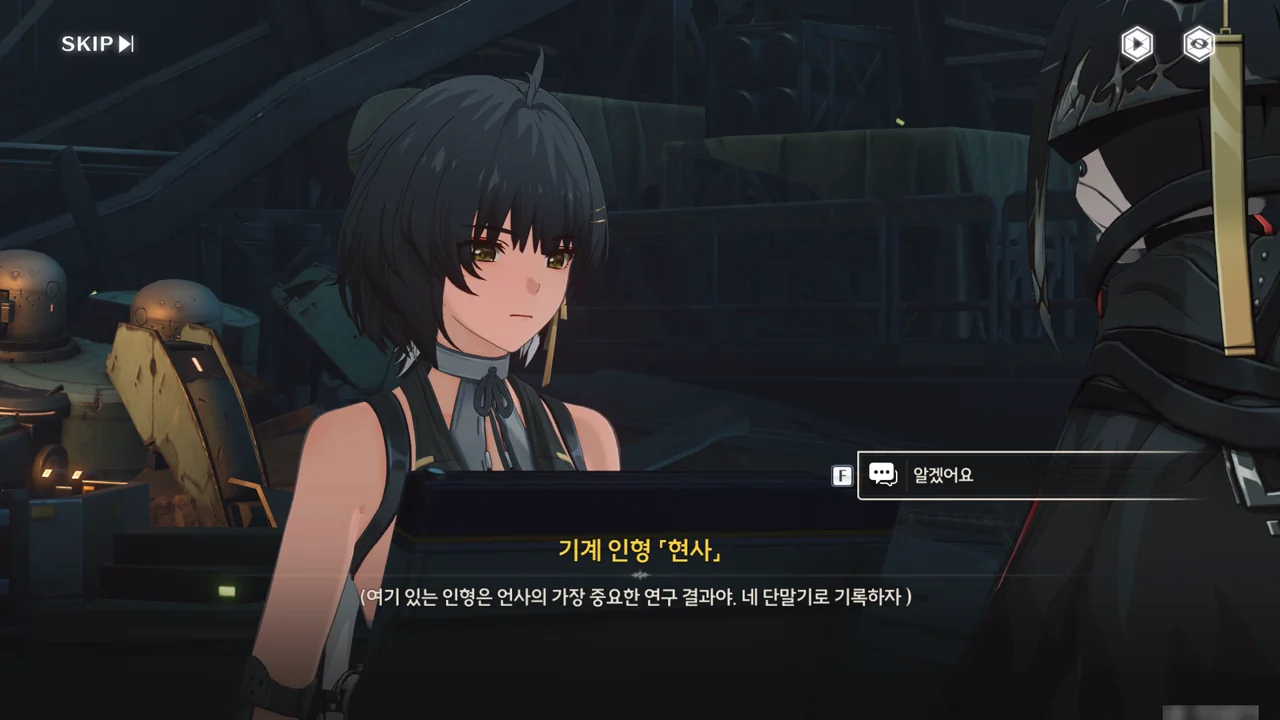 SKIP
F
알겠어요
기계 인형 「현사」
(여기 있는 인형은 언사의 가장 중요한 연구 결과야. 네 단말기로 기록하자 )